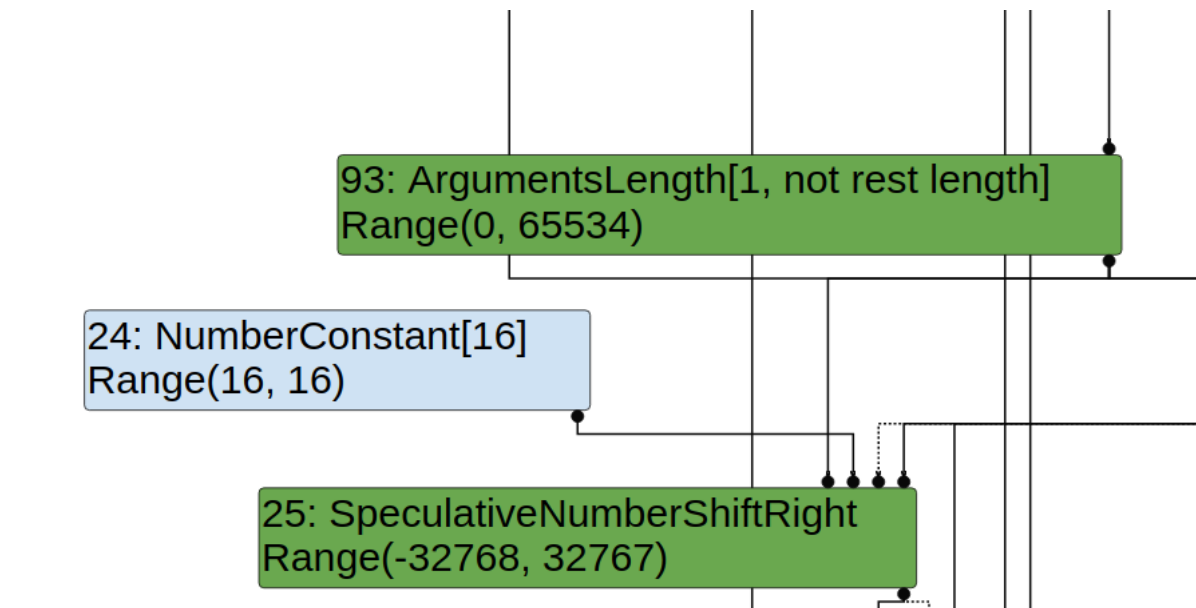 93: ArgumentsLength[1, not rest length]
Range(0, 65534)
24: NumberConstant[16]
Range(16, 16)
25: SpeculativeNumberShiftRight
Range(-32768, 32767)